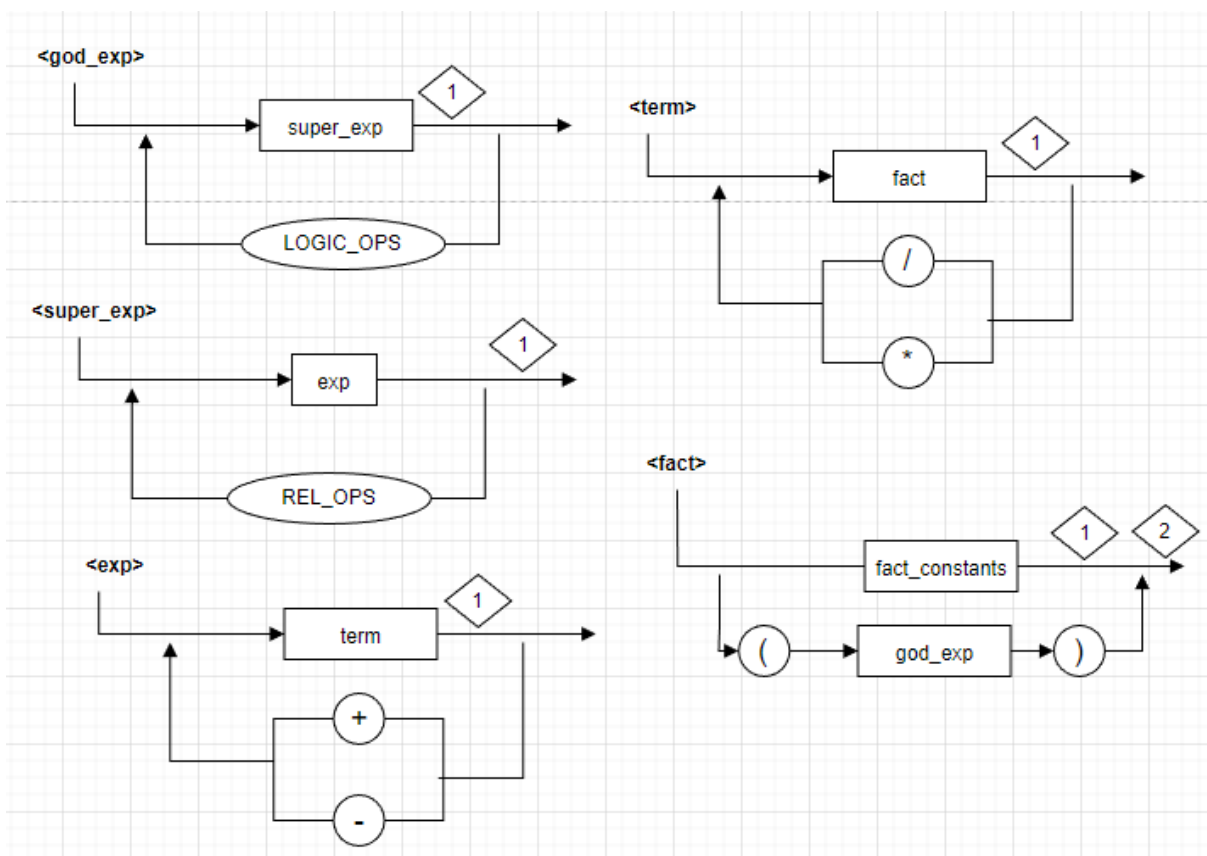 <god_exp>
1
super_exp
LOGIC_OPS
<super_exp>
1
exp
REL_OPS
<exp>
1
term
+
-
<term>
1
fact
/
*
<fact>
1
2
fact_constants
(
god_exp
)